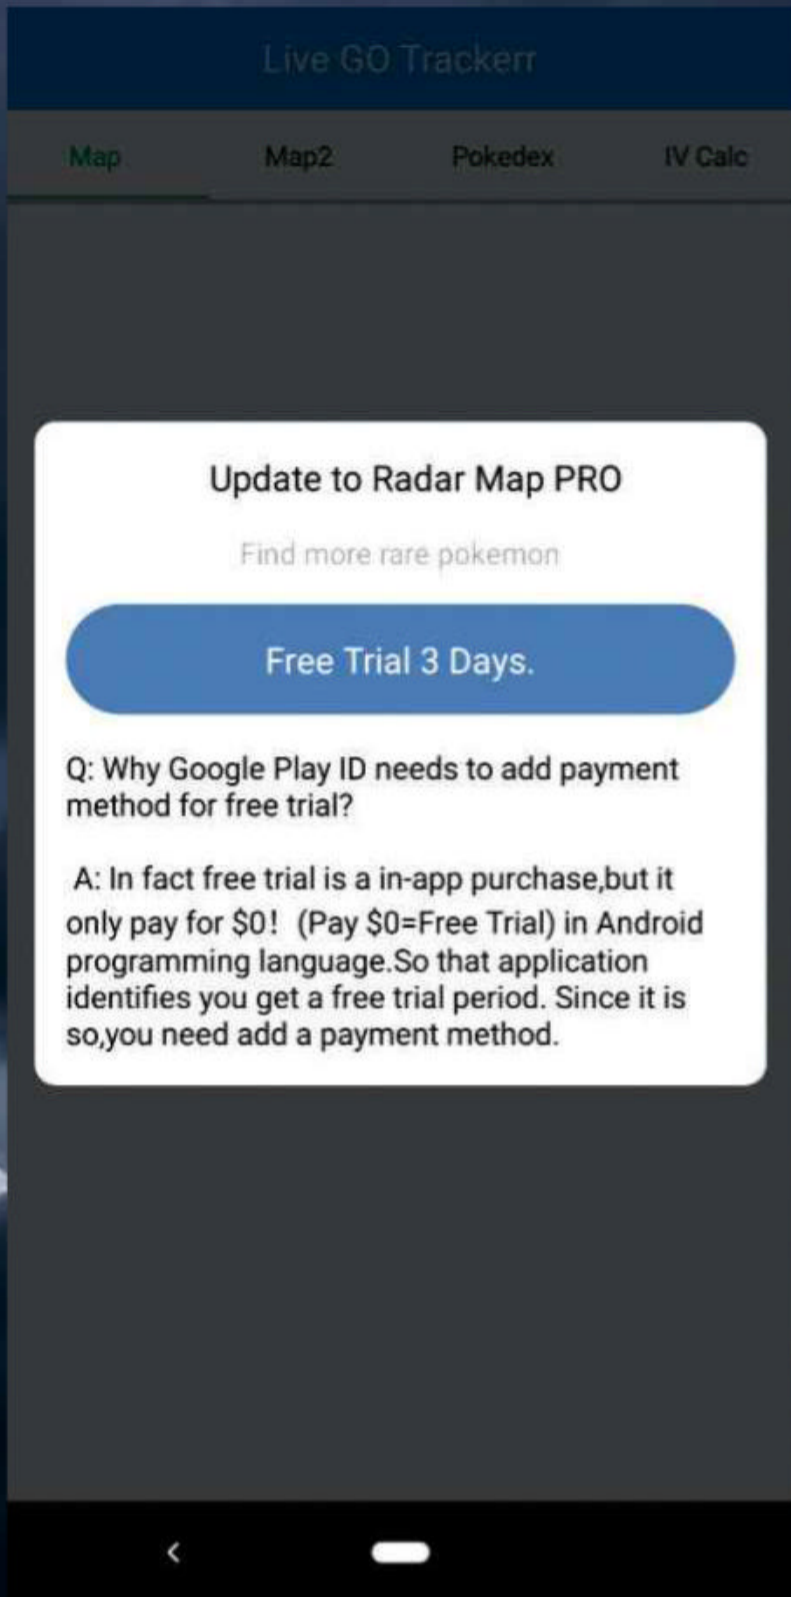 Live GO Trackerr
Map Map2 Pokedex IV Calc
Update to Radar Map PRO
Find more rare pokemon
Free Trial 3 Days.
Q: Why Google Play ID needs to add payment
method for free trial?
A: In fact free trial is a in-app purchase,but it
only pay for $0! (Pay $0=Free Trial) in Android
programming language.So that application
identifies you get a free trial period. Since it is
so,you need add a payment method.